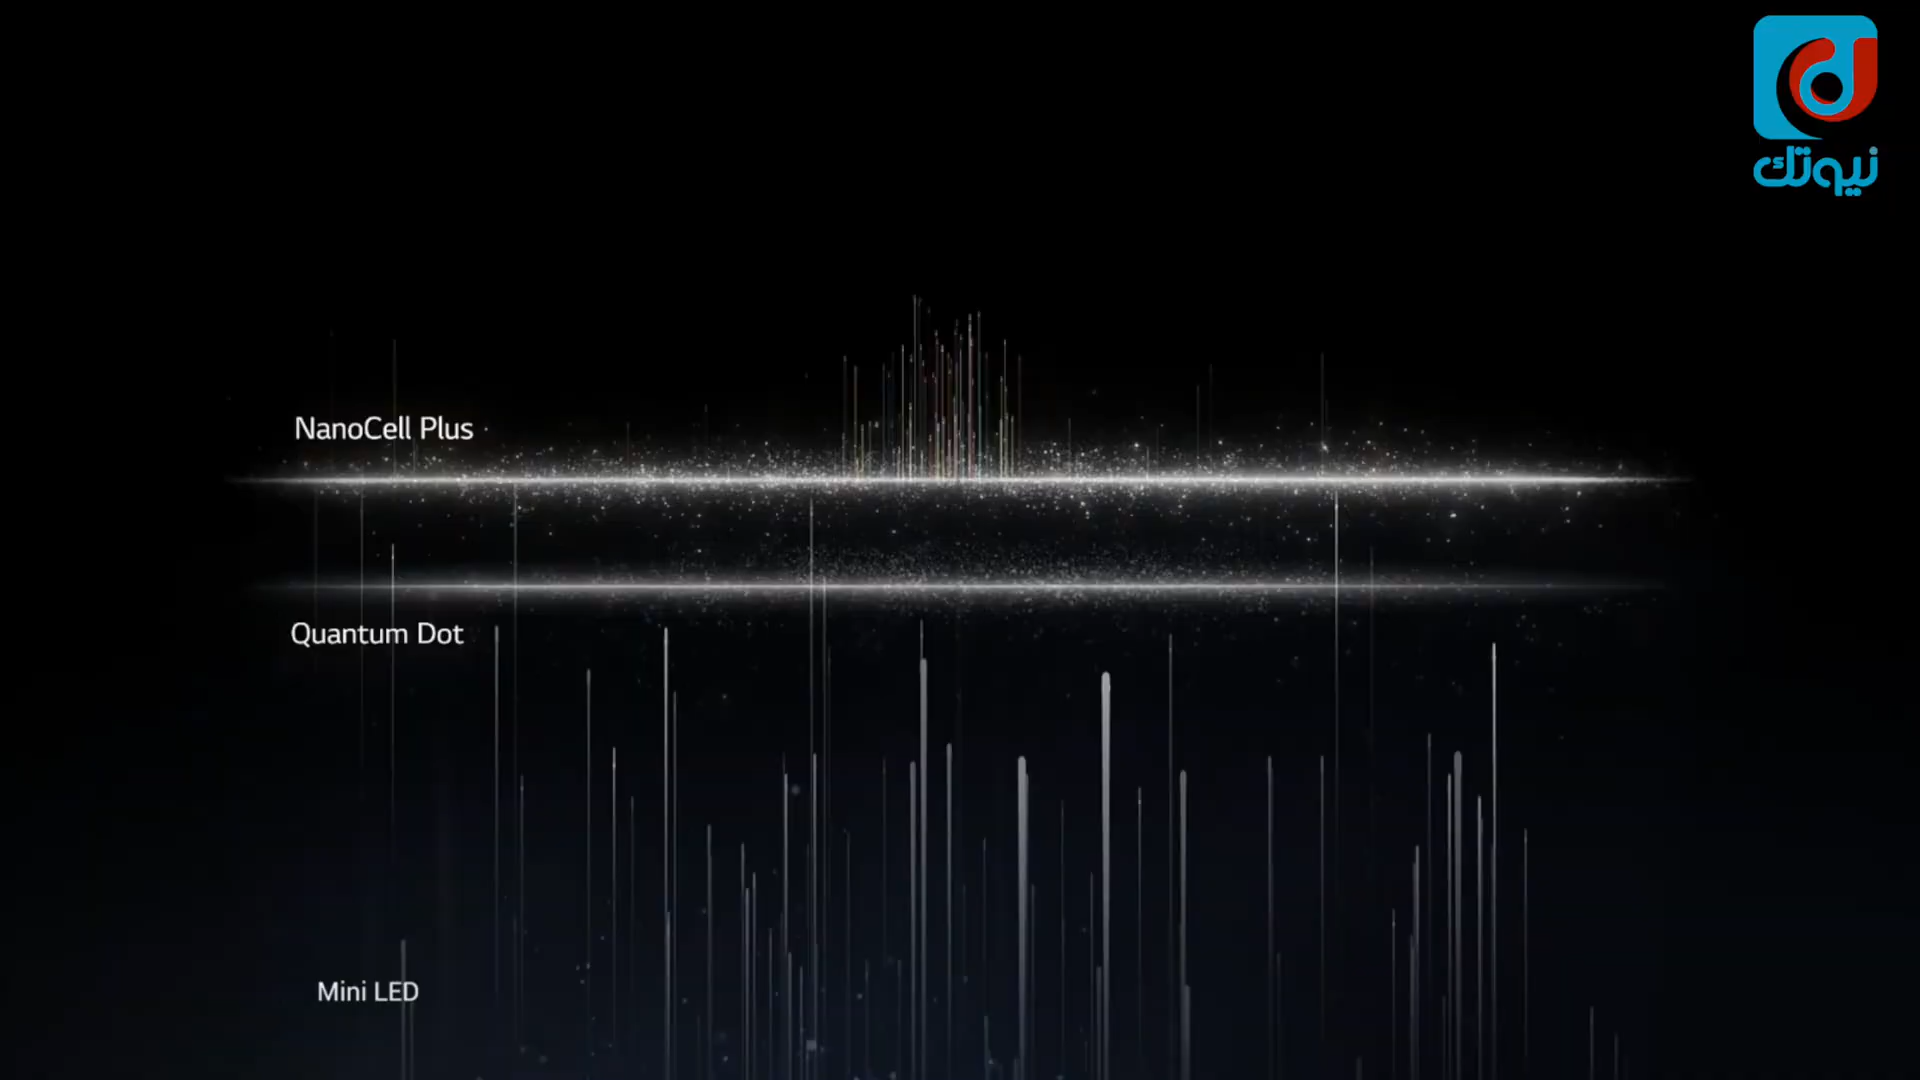 نيوتك
NanoCell Plus
Quantum Dot
Mini LED